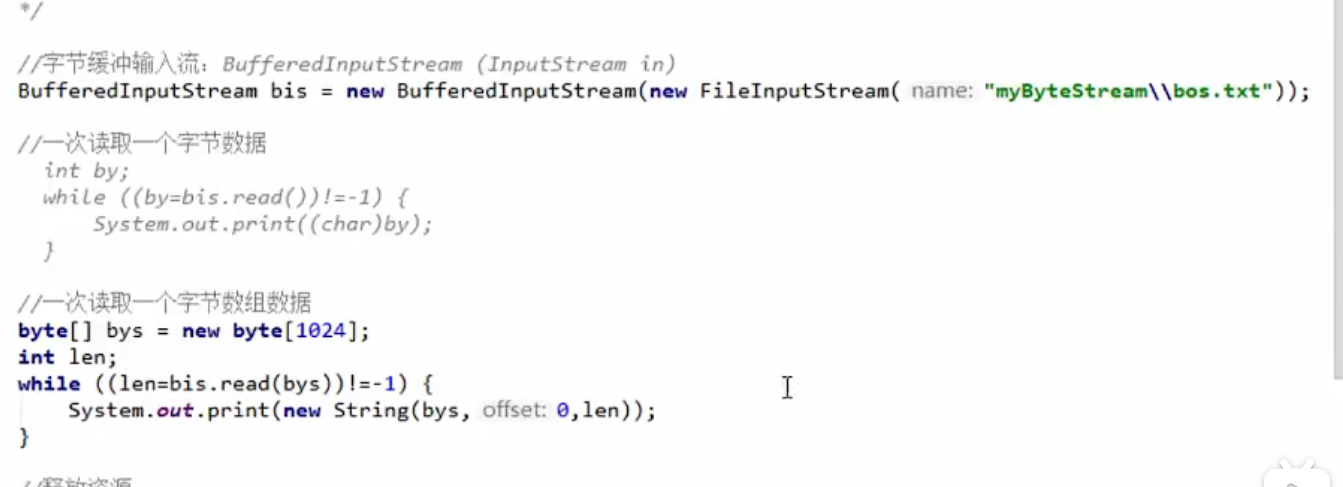 */
//字节缓冲输入流：BufferedInputStream (InputStream in)
BufferedInputStream bis = new BufferedInputStream(new FileInputStream( name: "myByteStream\\bos.txt"));
//一次读取一个字节数据
int by;
while ((by=bis.read())!=-1) {
System.out.print((char)by);
}
//一次读取一个字节数组数据
byte[] bys = new byte[1024];
int len;
while ((len=bis.read(bys))!=-1) {
System.out.print(new String(bys, offset: 0,len));
}
//释放资源